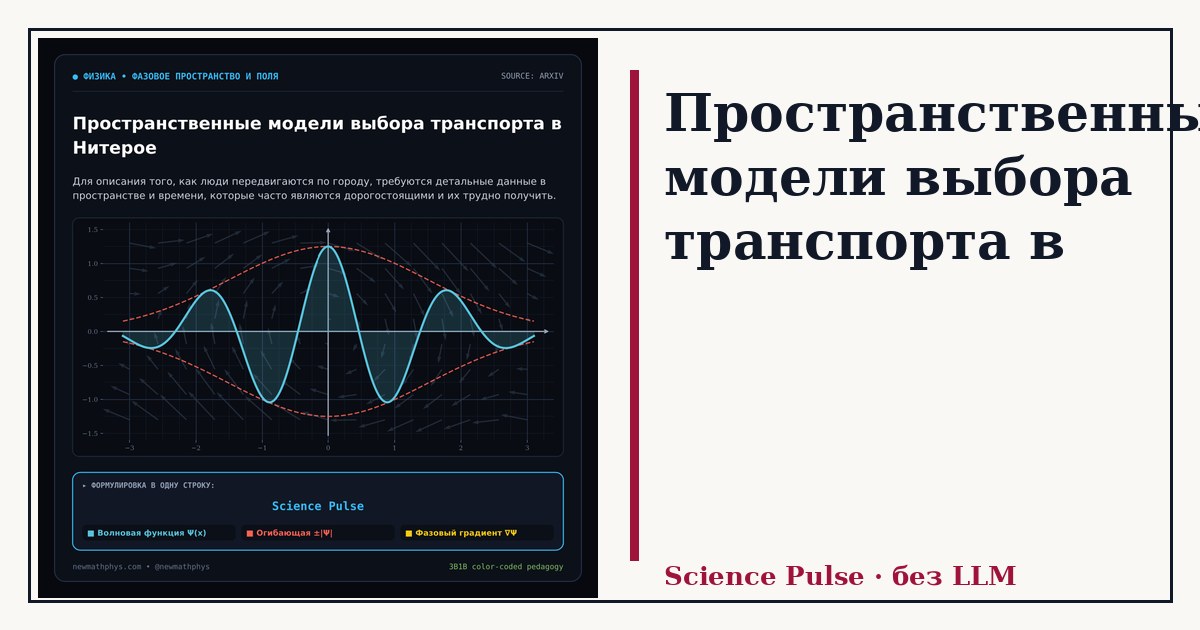 ● ФИЗИКА • ФАЗОВОЕ ПРОСТРАНСТВО И ПОЛЯ
SOURCE: ARXIV
Пространственные модели выбора транспорта в
Нитерое
Для описания того, как люди передвигаются по городу, требуются детальные данные в
пространстве и времени, которые часто являются дорогостоящими и их трудно получить.
1.5
1.0
0.5
0.0
−0.5
−1.0
−1.5
−3 −2 −1 0 1 2 3
▸ ФОРМУЛИРОВКА В ОДНУ СТРОКУ:
Science Pulse
■ Волновая функция Ψ(x)
■ Огибающая ±|Ψ|
■ Фазовый градиент ∇Ψ
newmathphys.com • @newmathphys
3B1B color-coded pedagogy
Пространственны
модели выбора
транспорта в
Science Pulse · без LLM